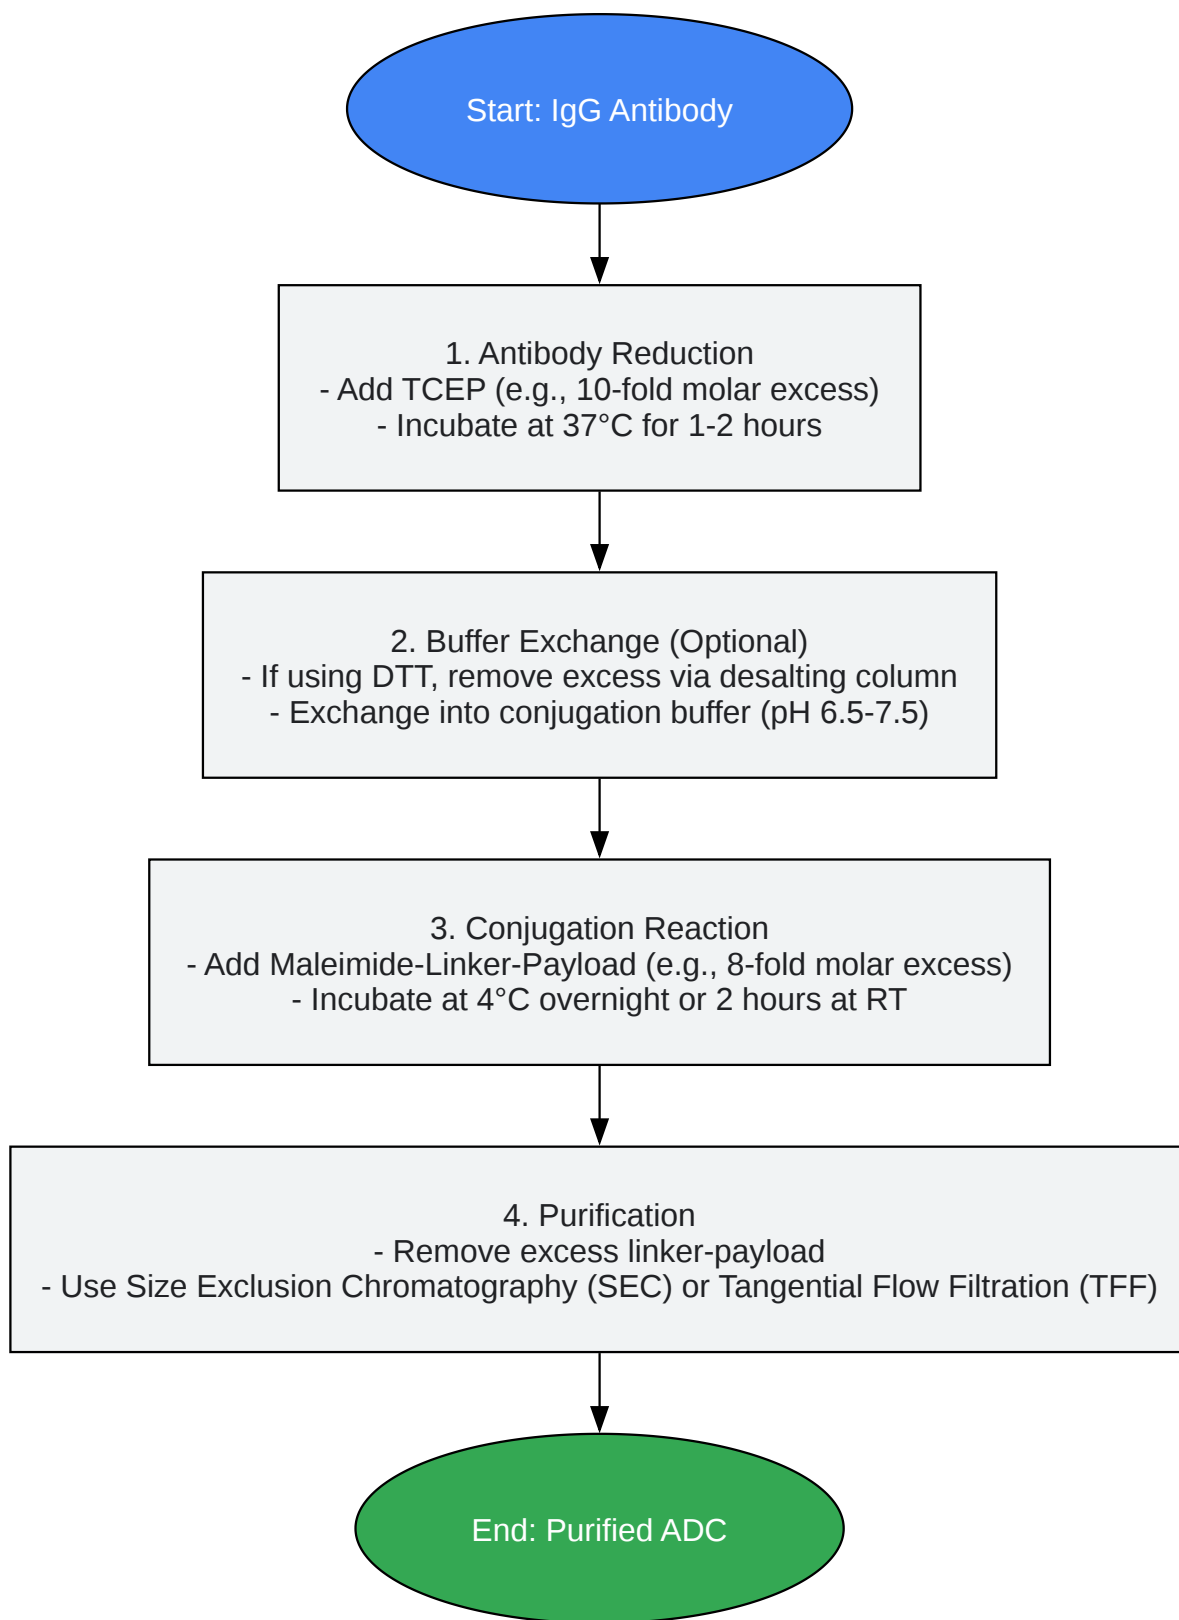 Start: IgG Antibody
1. Antibody Reduction
- Add TCEP (e.g., 10-fold molar excess)
- Incubate at 37°C for 1-2 hours
2. Buffer Exchange (Optional)
- If using DTT, remove excess via desalting column
- Exchange into conjugation buffer (pH 6.5-7.5)
3. Conjugation Reaction
- Add Maleimide-Linker-Payload (e.g., 8-fold molar excess)
- Incubate at 4°C overnight or 2 hours at RT
4. Purification
- Remove excess linker-payload
- Use Size Exclusion Chromatography (SEC) or Tangential Flow Filtration (TFF)
End: Purified ADC